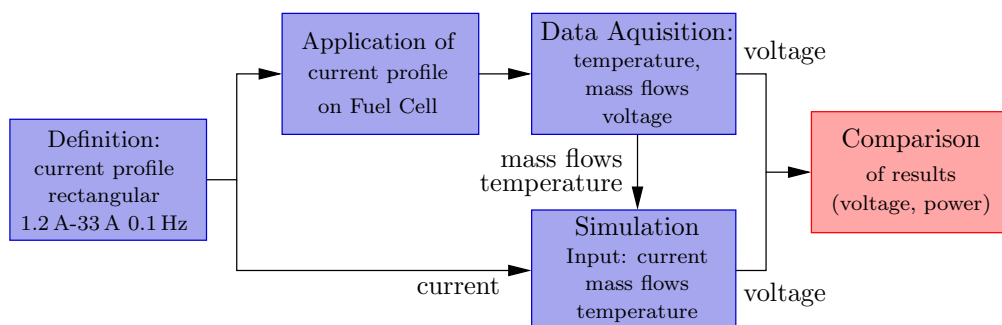 Definition:
current profile
rectangular
1.2 A-33 A 0.1 Hz
Application of
current profile
on Fuel Cell
Data Aquisition:
temperature,
mass flows
voltage
voltage
mass flows
temperature
current
Simulation
Input: current
mass flows
temperature
voltage
Comparison
of results
(voltage, power)